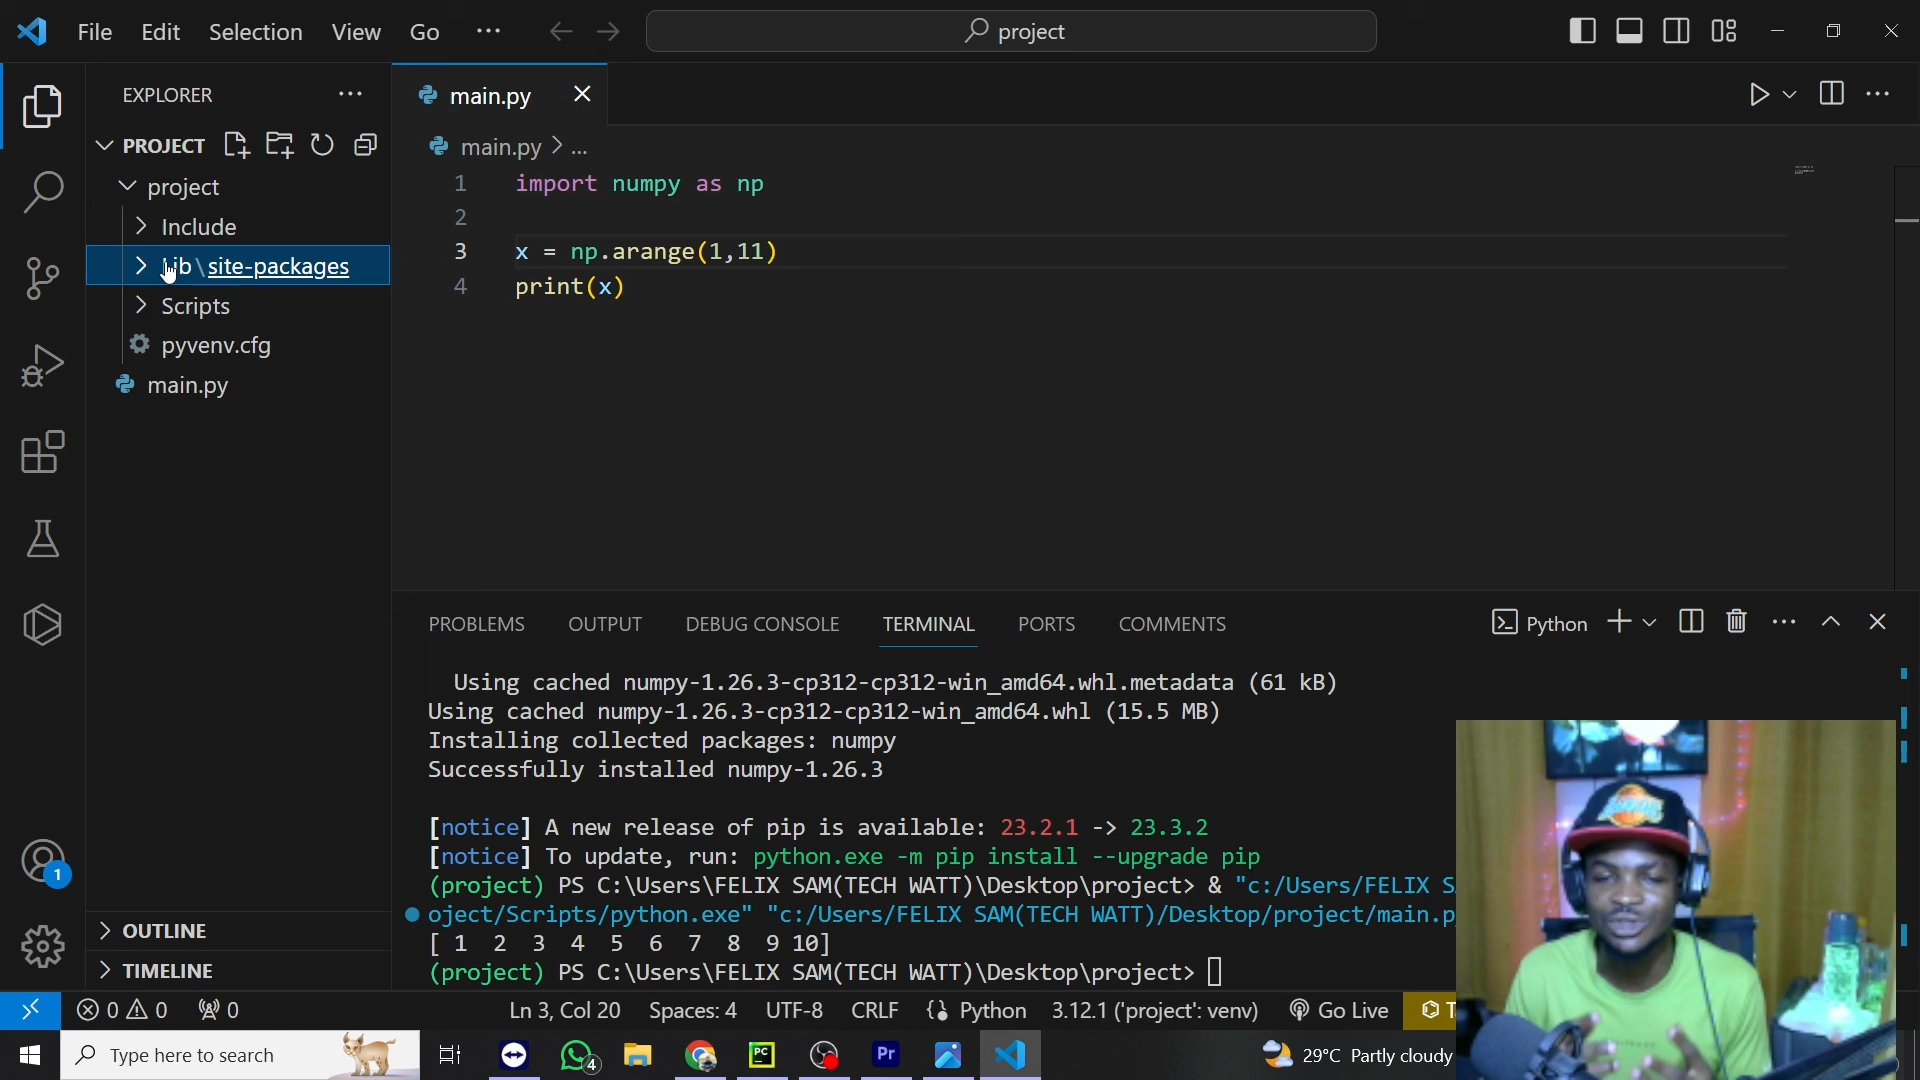 File Edit Selection View Go ... project
EXPLORER
PROJECT
project
Include
\site-packages
Scripts
pyvenv.cfg
main.py
OUTLINE
TIMELINE
main.py
main.py > ...
1 import numpy as np
2
3 x = np.arange(1,11)
4 print(x)
PROBLEMS OUTPUT DEBUG CONSOLE TERMINAL PORTS COMMENTS
Python
Using cached numpy-1.26.3-cp312-cp312-win_amd64.whl.metadata (61 kB)
Using cached numpy-1.26.3-cp312-cp312-win_amd64.whl (15.5 MB)
Installing collected packages: numpy
Successfully installed numpy-1.26.3
[notice] A new release of pip is available: 23.2.1 -> 23.3.2
[notice] To update, run: python.exe -m pip install --upgrade pip
(project) PS C:\Users\FELIX SAM(TECH WATT)\Desktop\project> & "c:/Users/FELIX S
oject/Scripts/python.exe" "c:/Users/FELIX SAM(TECH WATT)/Desktop/project/main.p
[ 1 2 3 4 5 6 7 8 9 10]
(project) PS C:\Users\FELIX SAM(TECH WATT)\Desktop\project>
1
0 0 0 Ln 3, Col 20 Spaces: 4 UTF-8 CRLF Python 3.12.1 ('project': venv) Go Live
Type here to search 4 PC Pr 29°C Partly cloudy